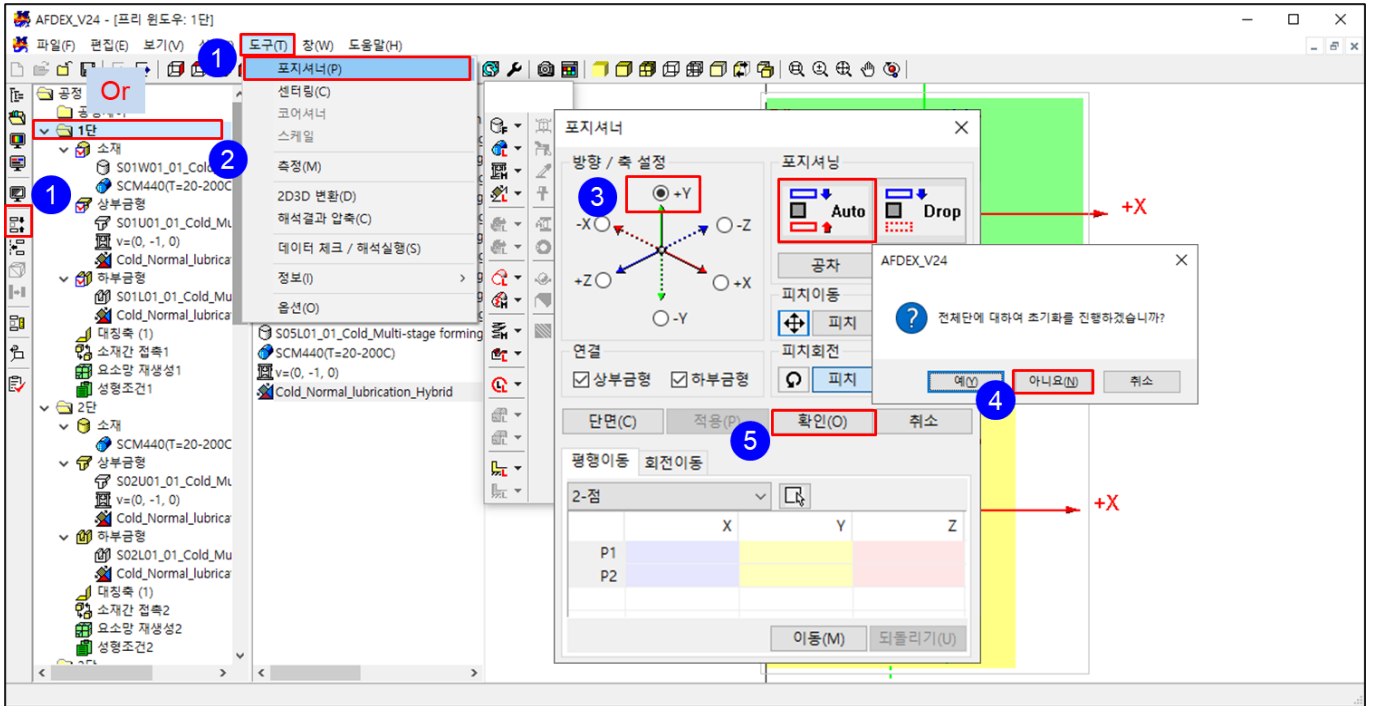 AFDEX_V24 - [프리 윈도우: 1단]
파일(F) 편집(E) 보기(V) 도구(T) 창(W) 도움말(H)
1
Or
1
2
포지셔너(P)
센터링(C)
코어셔너
스케일
측정(M)
2D3D 변환(D)
해석결과 압축(C)
데이터 체크 / 해석실행(S)
정보(I)
옵션(O)
공정
1단
소재
S01W01_01_Cold
SCM440(T=20-200C
상부금형
S01U01_01_Cold_Mu
v=(0, -1, 0)
Cold_Normal_lubrica
하부금형
S01L01_01_Cold_Mu
Cold_Normal_lubrica
대칭축 (1)
소재간 접촉1
요소망 재생성1
성형조건1
2단
소재
SCM440(T=20-200C
상부금형
S02U01_01_Cold_Mu
v=(0, -1, 0)
Cold_Normal_lubrica
하부금형
S02L01_01_Cold_Mu
Cold_Normal_lubrica
대칭축 (1)
소재간 접촉2
요소망 재생성2
성형조건2
S05L01_01_Cold_Multi-stage forming
SCM440(T=20-200C)
v=(0, -1, 0)
Cold_Normal_lubrication_Hybrid
포지셔너
방향 / 축 설정
3
+Y
-X
-Z
+Z
+X
-Y
연결
상부금형 하부금형
포지셔닝
Auto Drop
공차
피치이동
피치
피치회전
피치
단면(C) 적용(P) 확인(O) 취소
5
평행이동 회전이동
2-점
X Y Z
P1
P2
이동(M) 되돌리기(U)
AFDEX_V24
전체단에 대하여 초기화를 진행하겠습니까?
예(Y) 아니요(N) 취소
4
+X
+X